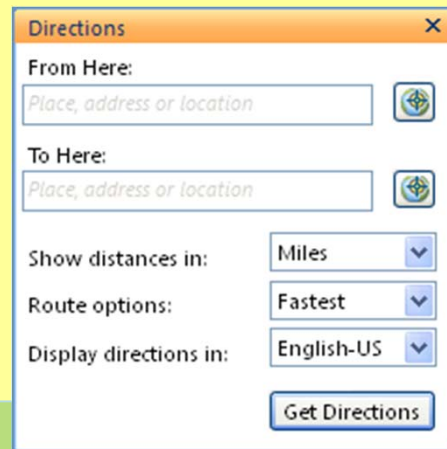 Directions
From Here:
Place, address or location
To Here:
Place, address or location
Show distances in: Miles
Route options: Fastest
Display directions in: English-US
Get Directions